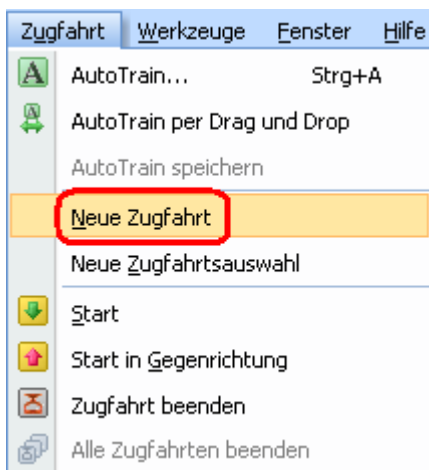 Zugfahrt Werkzeuge Fenster Hilfe
A AutoTrain... Strg+A
A AutoTrain per Drag und Drop
AutoTrain speichern
Neue Zugfahrt
Neue Zugfahrtsauswahl
Start
Start in Gegenrichtung
Zugfahrt beenden
Alle Zugfahrten beenden